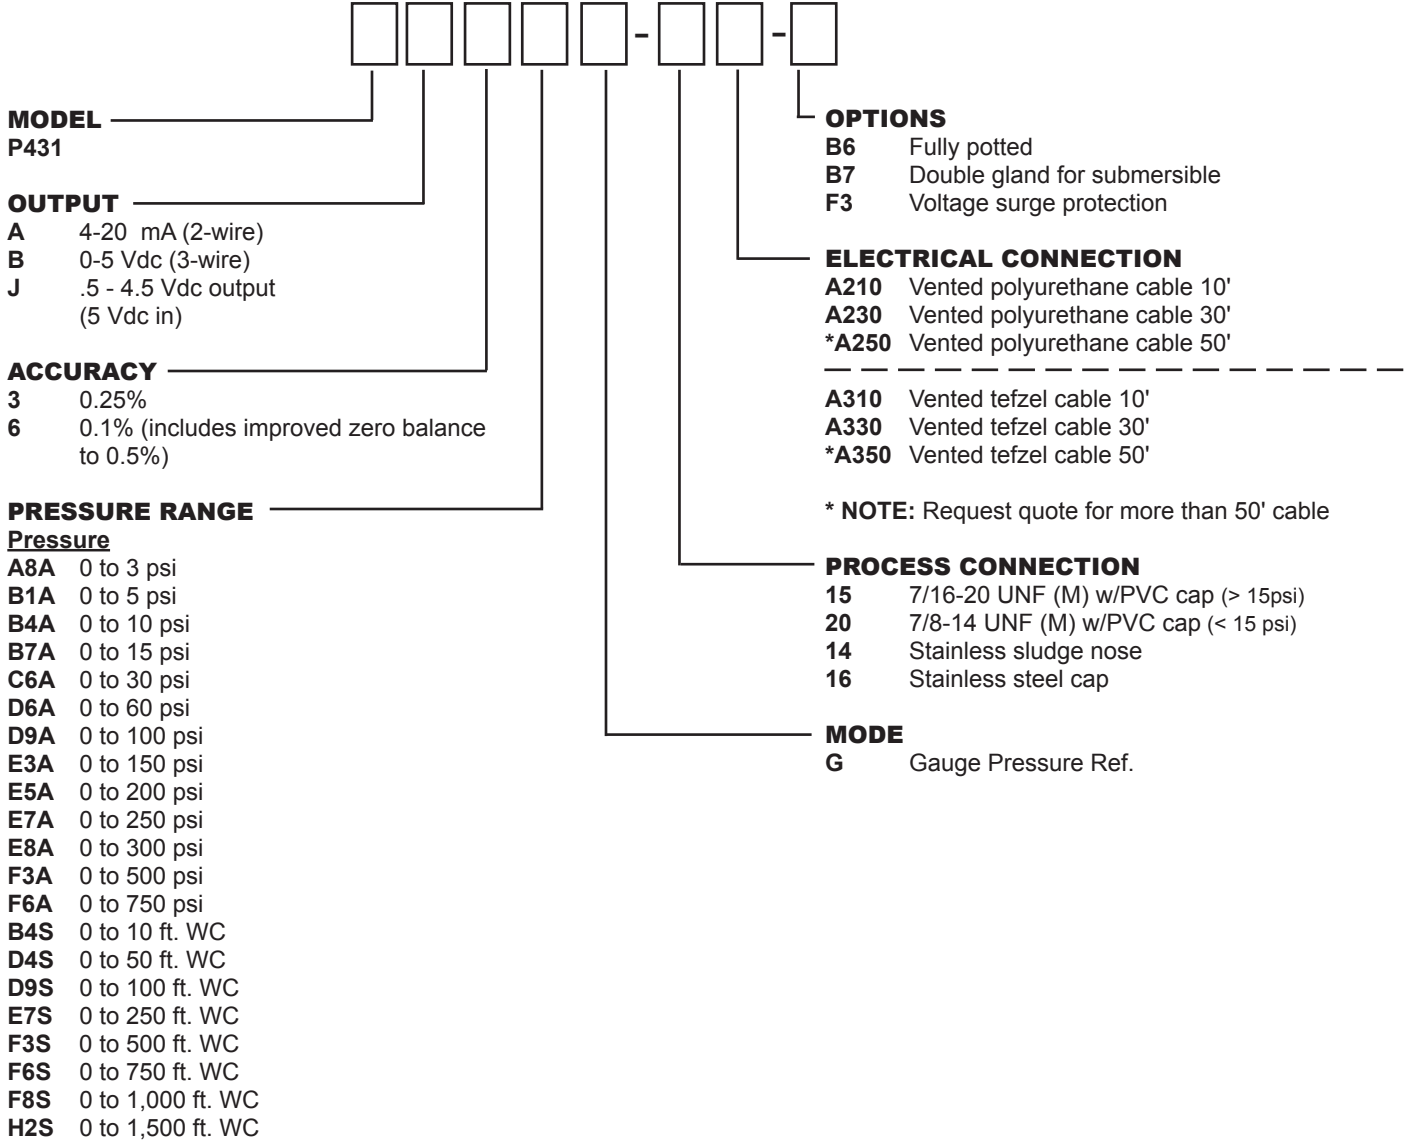 MODEL
P431
OUTPUT
A 4-20 mA (2-wire)
B 0-5 Vdc (3-wire)
J .5 - 4.5 Vdc output
(5 Vdc in)
ACCURACY
3 0.25%
6 0.1% (includes improved zero balance
to 0.5%)
PRESSURE RANGE
Pressure
A8A 0 to 3 psi
B1A 0 to 5 psi
B4A 0 to 10 psi
B7A 0 to 15 psi
C6A 0 to 30 psi
D6A 0 to 60 psi
D9A 0 to 100 psi
E3A 0 to 150 psi
E5A 0 to 200 psi
E7A 0 to 250 psi
E8A 0 to 300 psi
F3A 0 to 500 psi
F6A 0 to 750 psi
B4S 0 to 10 ft. WC
D4S 0 to 50 ft. WC
D9S 0 to 100 ft. WC
E7S 0 to 250 ft. WC
F3S 0 to 500 ft. WC
F6S 0 to 750 ft. WC
F8S 0 to 1,000 ft. WC
H2S 0 to 1,500 ft. WC
- -
OPTIONS
B6 Fully potted
B7 Double gland for submersible
F3 Voltage surge protection
ELECTRICAL CONNECTION
A210 Vented polyurethane cable 10'
A230 Vented polyurethane cable 30'
*A250 Vented polyurethane cable 50'
A310 Vented tefzel cable 10'
A330 Vented tefzel cable 30'
*A350 Vented tefzel cable 50'
* NOTE: Request quote for more than 50' cable
PROCESS CONNECTION
15 7/16-20 UNF (M) w/PVC cap (> 15psi)
20 7/8-14 UNF (M) w/PVC cap (< 15 psi)
14 Stainless sludge nose
16 Stainless steel cap
MODE
G Gauge Pressure Ref.